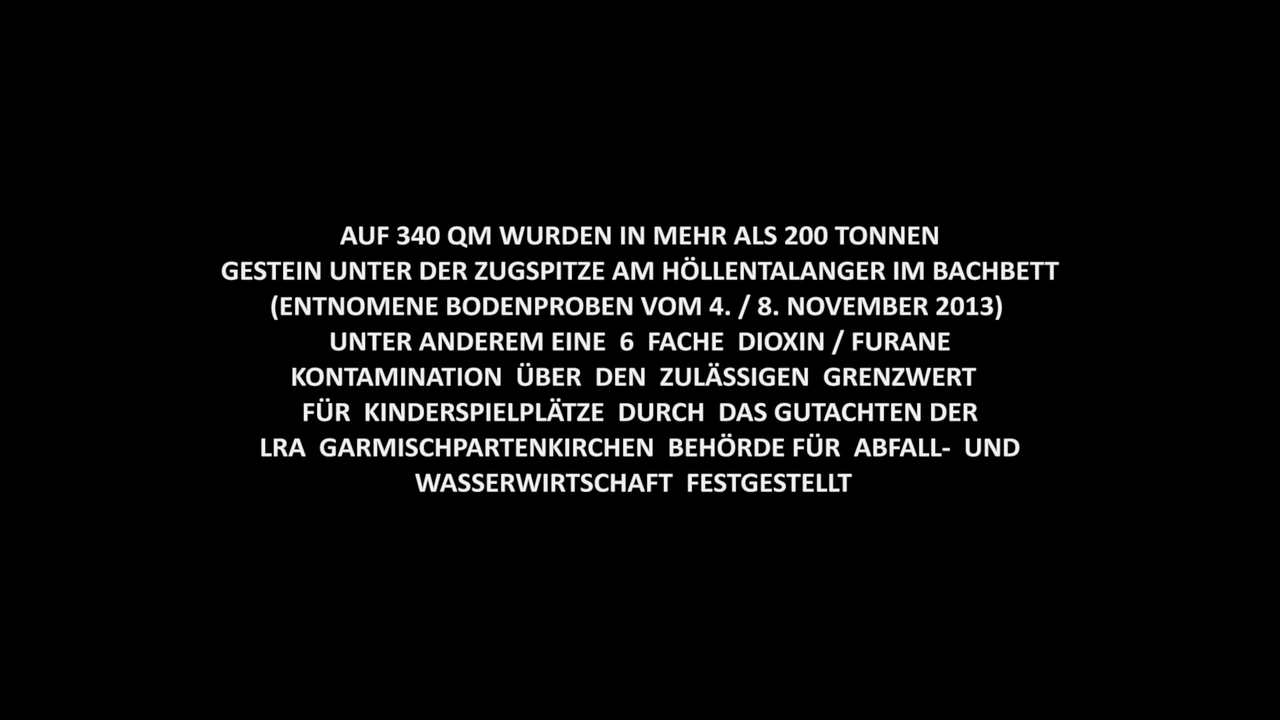 AUF 340 QM WURDEN IN MEHR ALS 200 TONNEN
GESTEIN UNTER DER ZUGSPITZE AM HÖLLENTALANGER IM BACHBETT
(ENTNOMENE BODENPROBEN VOM 4. / 8. NOVEMBER 2013)
UNTER ANDEREM EINE 6 FACHE DIOXIN / FURANE
KONTAMINATION ÜBER DEN ZULÄSSIGEN GRENZWERT
FÜR KINDERSPIELPLÄTZE DURCH DAS GUTACHTEN DER
LRA GARMISCHPARTENKIRCHEN BEHÖRDE FÜR ABFALL- UND
WASSERWIRTSCHAFT FESTGESTELLT